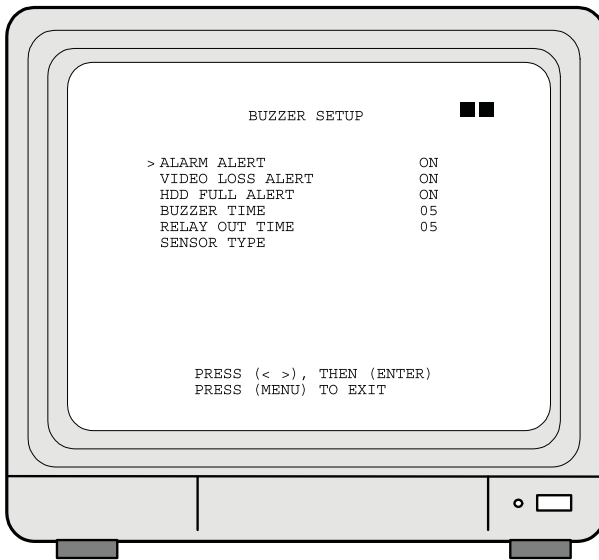 BUZZER SETUP
> ALARM ALERT ON
VIDEO LOSS ALERT ON
HDD FULL ALERT ON
BUZZER TIME 05
RELAY OUT TIME 05
SENSOR TYPE
PRESS (< >), THEN (ENTER)
PRESS (MENU) TO EXIT